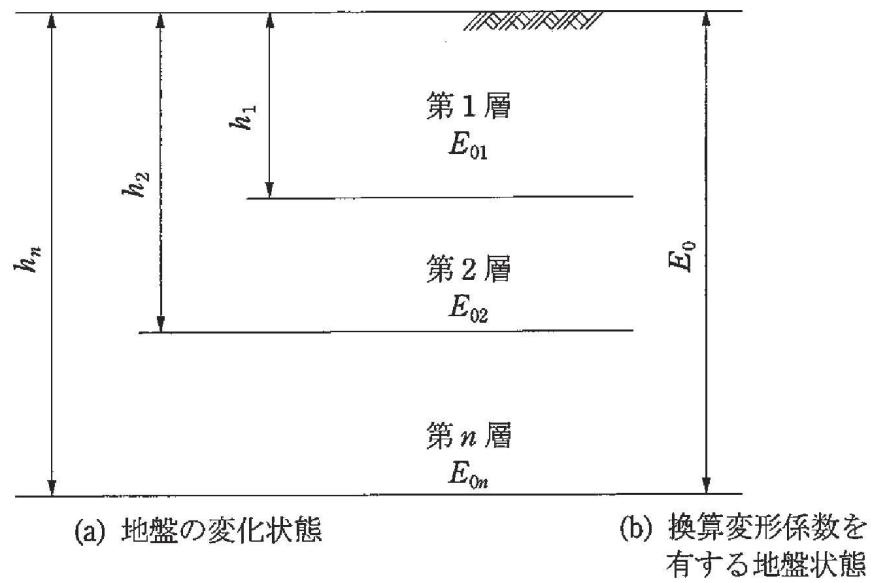 第1層
E₀₁
h₁
h₂
第2層
E₀₂
hₙ
E₀
第n層
E₀ₙ
(a) 地盤の変化状態
(b) 換算変形係数を
有する地盤状態